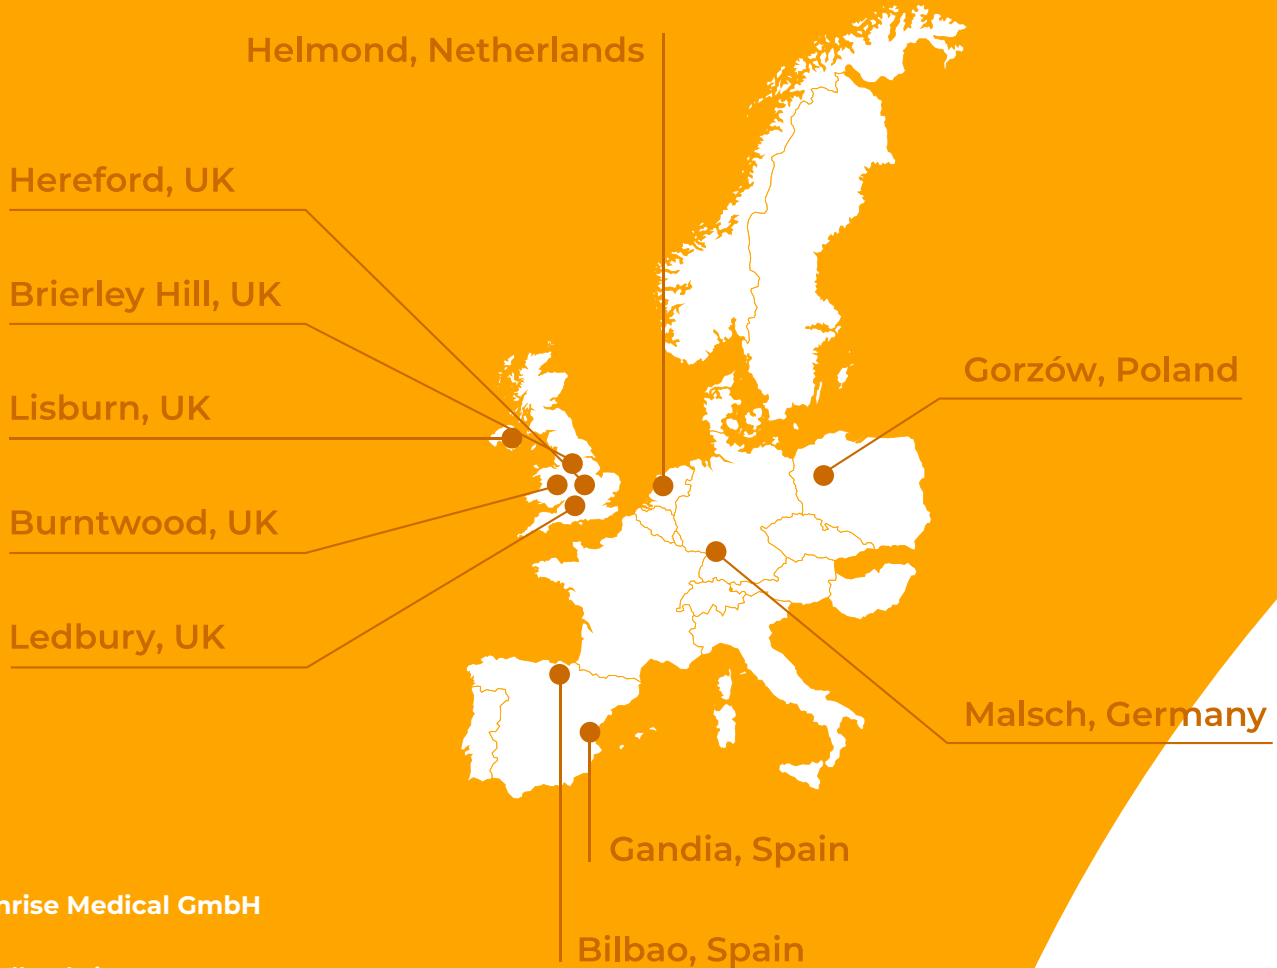 Helmond, Netherlands
Hereford, UK
Brierley Hill, UK
Lisburn, UK
Burntwood, UK
Ledbury, UK
Gorzów, Poland
Malsch, Germany
Gandia, Spain
Medical GmbH
Bilbao, Spain